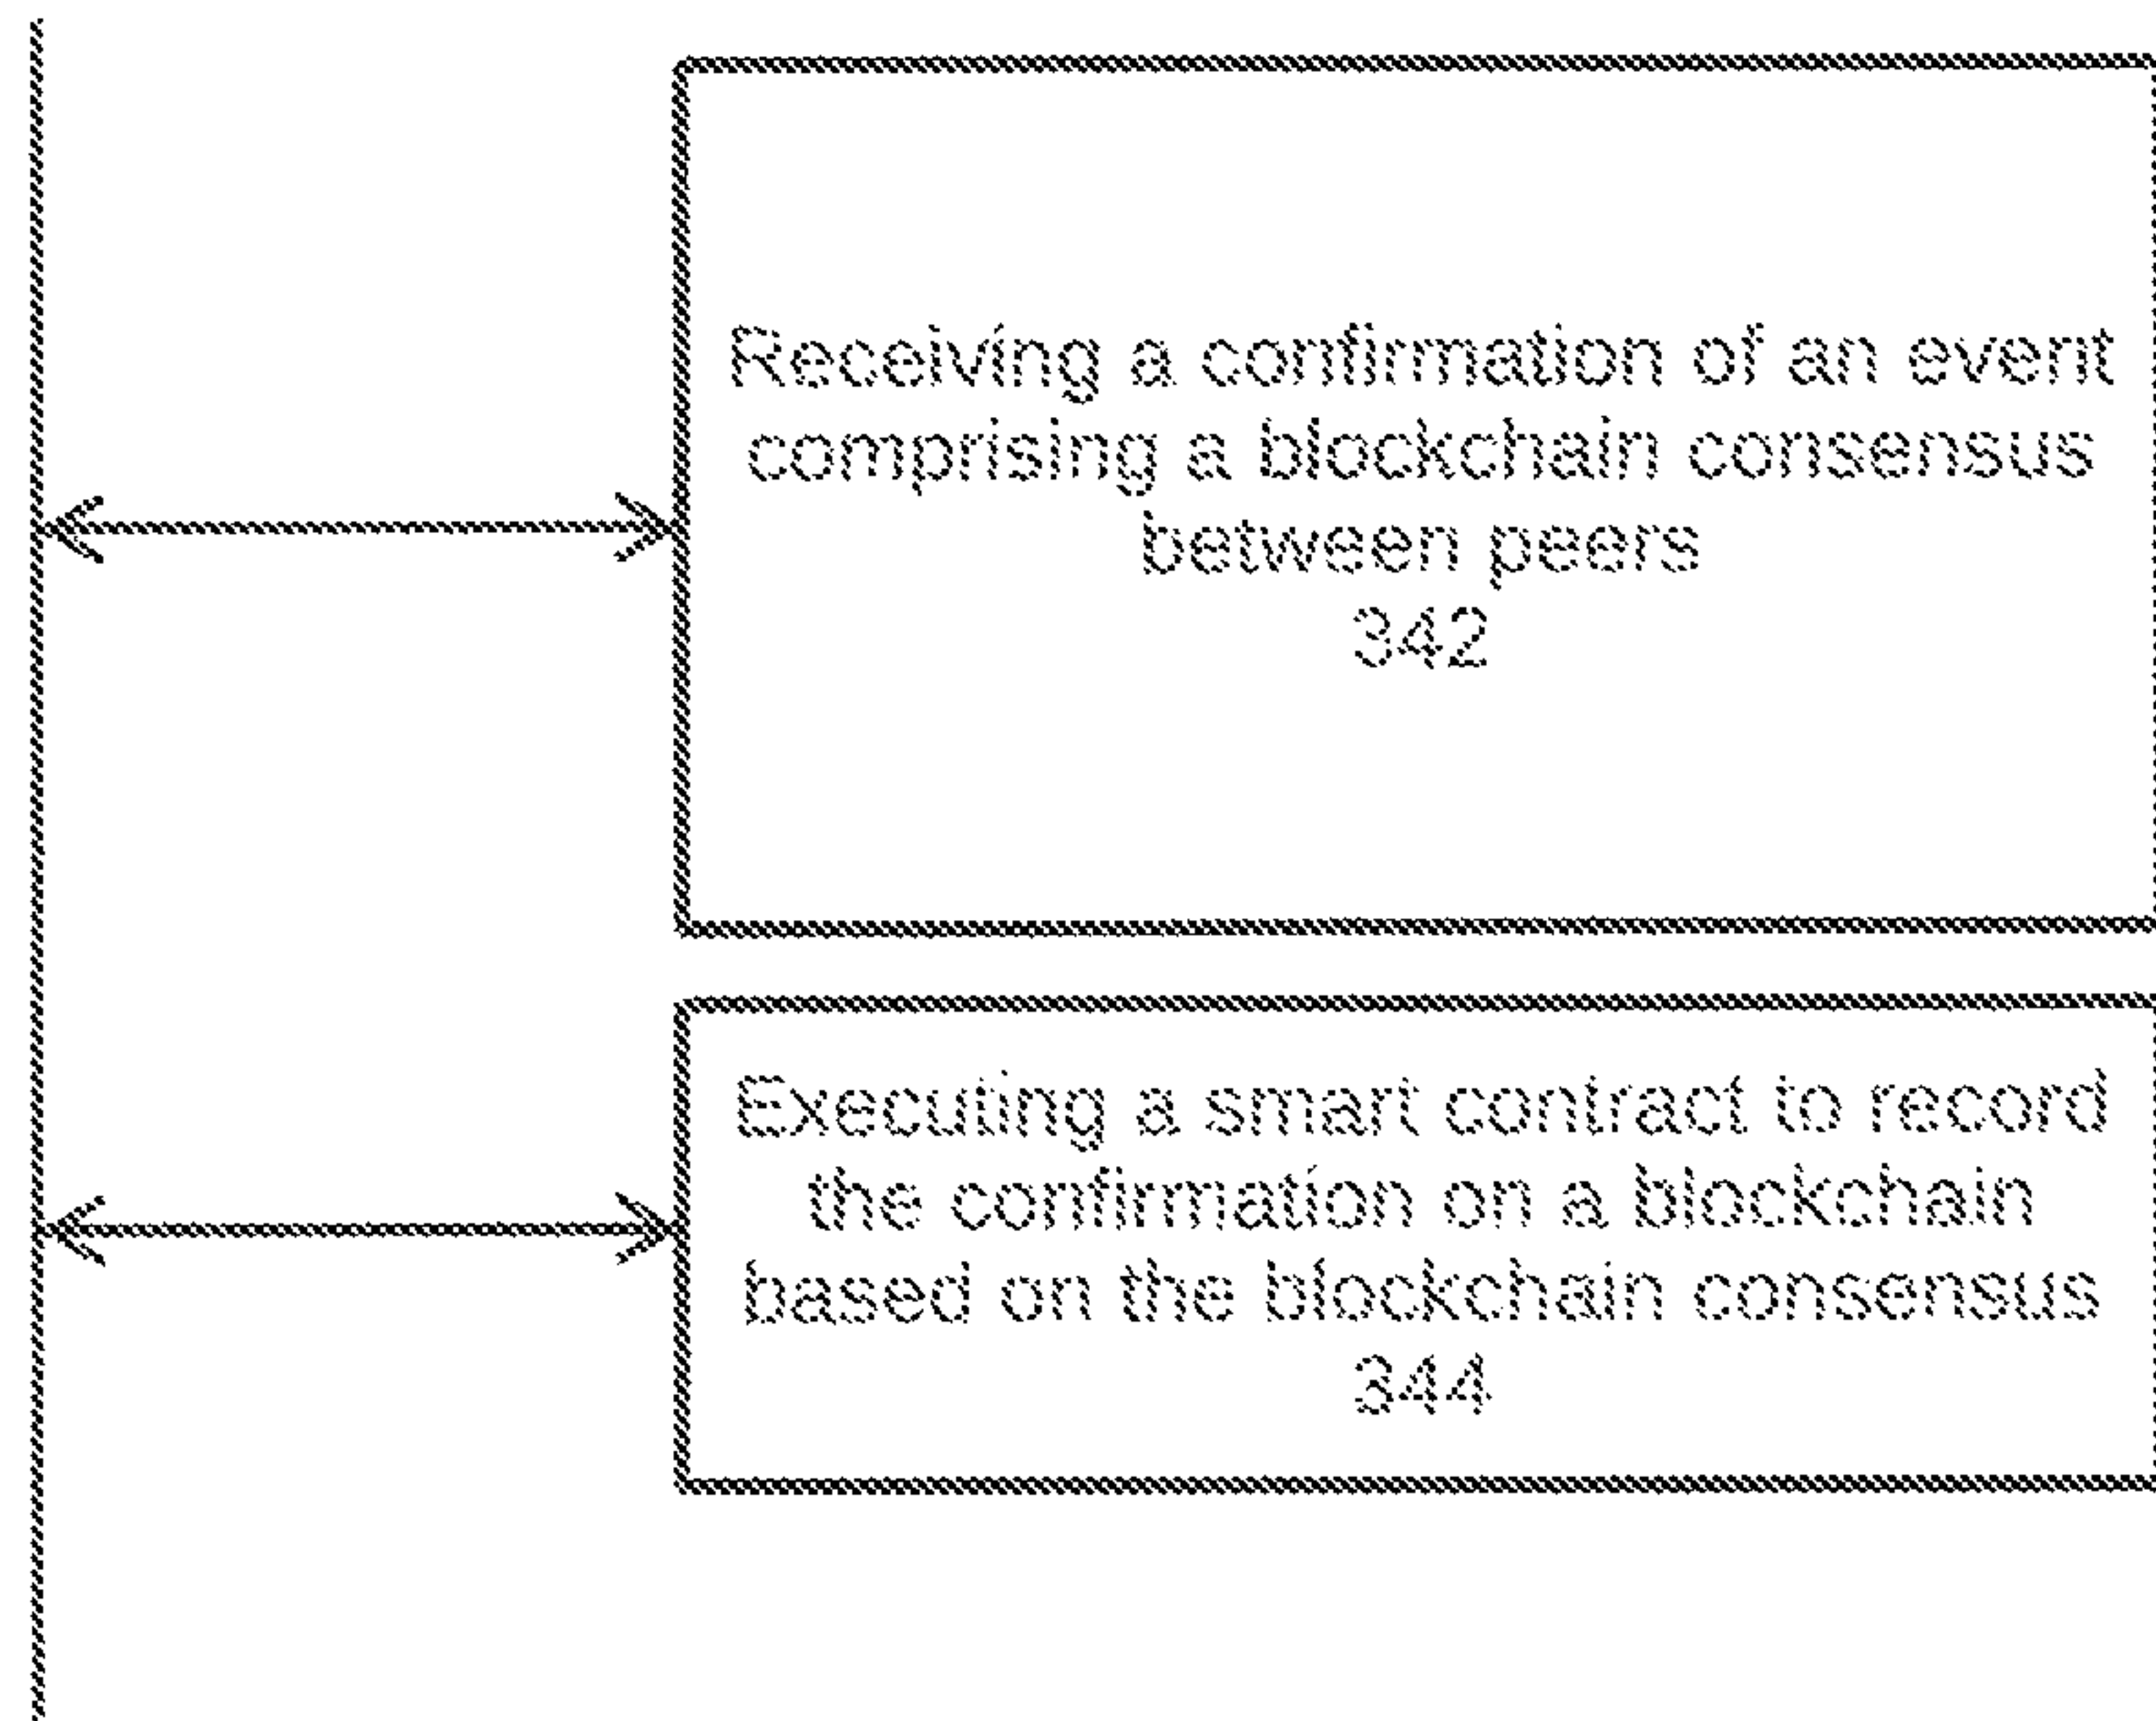 Receiving a confirmation of an event
comprising a blockchain consensus
between peers
342
Executing a smart contract to record
the confirmation on a blockchain
based on the blockchain consensus
344